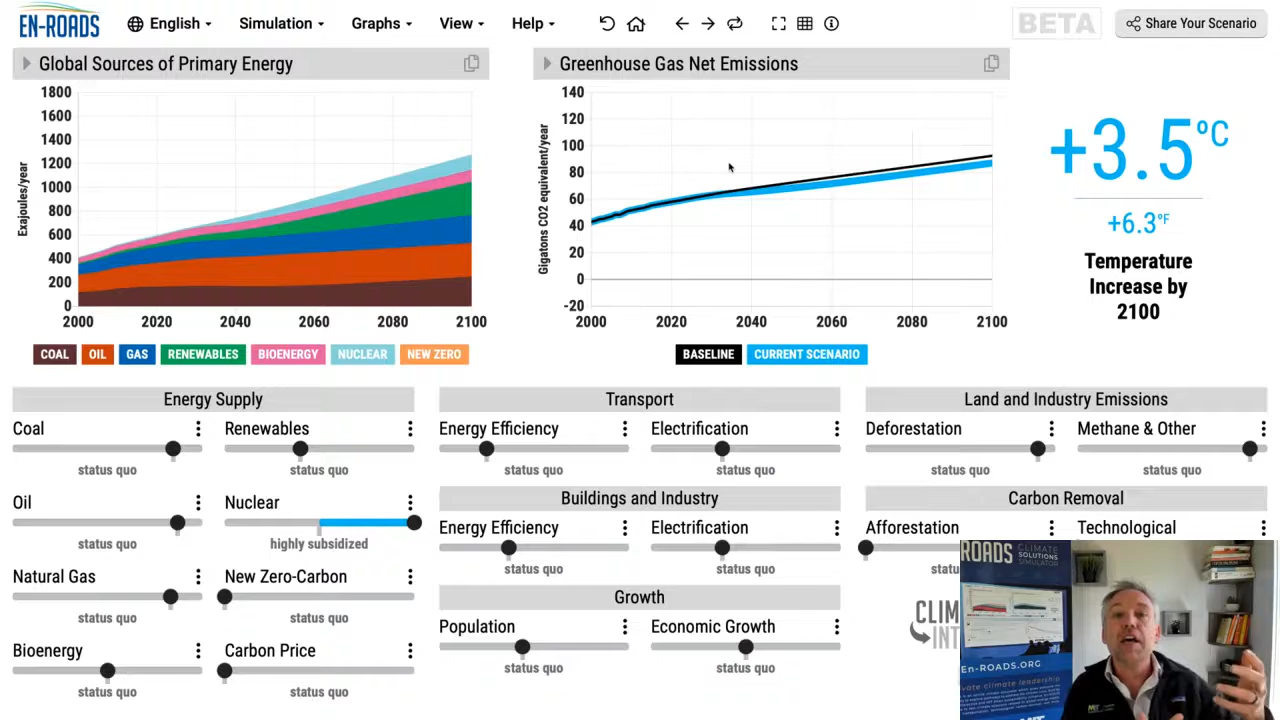 EN-ROADS
English
Simulation
Graphs
View
Help
BETA
Share Your Scenario
Global Sources of Primary Energy
1800
1600
1400
1200
1000
800
600
400
200
0
Exajoules/year
2000 2020 2040 2060 2080 2100
COAL OIL GAS RENEWABLES BIOENERGY NUCLEAR NEW ZERO
Greenhouse Gas Net Emissions
140
120
100
80
60
40
20
0
-20
Gigatons CO2 equivalent/year
2000 2020 2040 2060 2080 2100
BASELINE CURRENT SCENARIO
+3.5°C
+6.3°F
Temperature
Increase by
2100
Energy Supply
Coal
status quo
Renewables
status quo
Oil
status quo
Nuclear
highly subsidized
Natural Gas
status quo
New Zero-Carbon
status quo
Bioenergy
status quo
Carbon Price
status quo
Transport
Energy Efficiency
status quo
Electrification
status quo
Buildings and Industry
Energy Efficiency
status quo
Electrification
status quo
Growth
Population
status quo
Economic Growth
status quo
Land and Industry Emissions
Deforestation
status quo
Methane & Other
status quo
Carbon Removal
Afforestation
statu
Technological
CLIM
INT
ROADS
CLIMATE
SOLUTIONS
SIMULATOR
En-ROADS.ORG